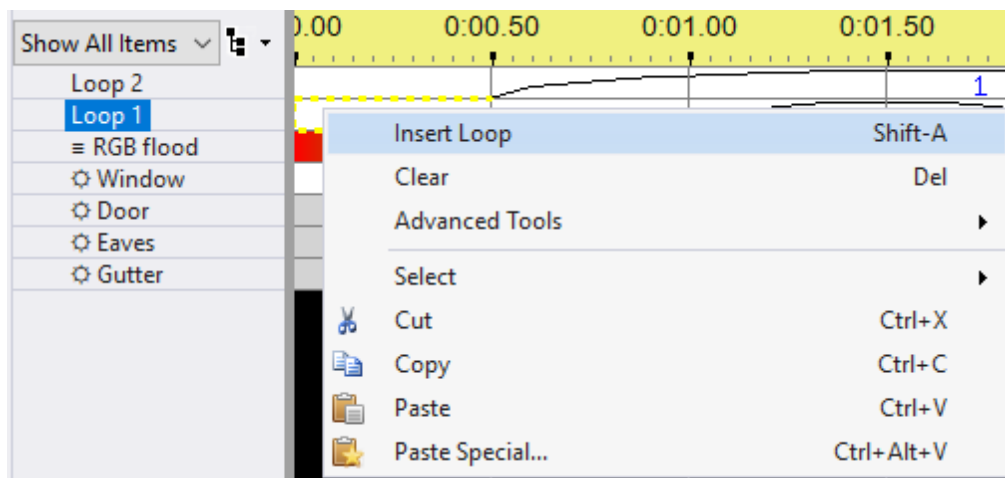 Show All Items
0.00 0:00.50 0:01.00 0:01.50
Loop 2
1
Loop 1
RGB flood
Window
Door
Eaves
Gutter
Insert Loop Shift-A
Clear Del
Advanced Tools
Select
Cut Ctrl+X
Copy Ctrl+C
Paste Ctrl+V
Paste Special... Ctrl+Alt+V